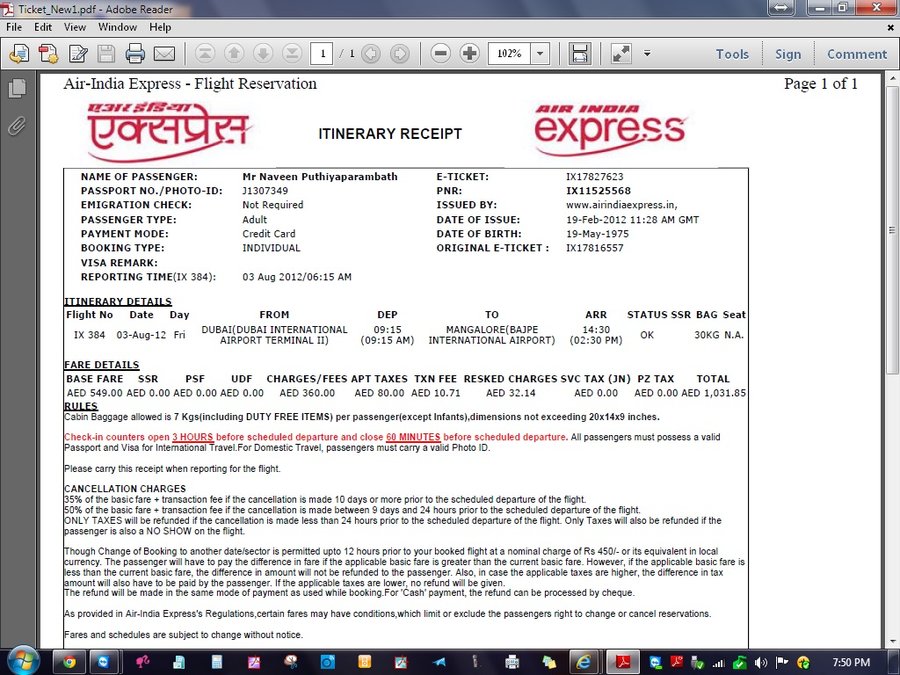 Ticket_New1.pdf - Adobe Reader
File Edit View Window Help
1 / 1 102% Tools Sign Comment
Air-India Express - Flight Reservation Page 1 of 1
एअर इंडिया
एक्सप्रेस
ITINERARY RECEIPT
AIR INDIA
express
NAME OF PASSENGER: Mr Naveen Puthiyaparambath E-TICKET: IX17827623
PASSPORT NO./PHOTO-ID: J1307349 PNR: IX11525568
EMIGRATION CHECK: Not Required ISSUED BY: www.airindiaexpress.in,
PASSENGER TYPE: Adult DATE OF ISSUE: 19-Feb-2012 11:28 AM GMT
PAYMENT MODE: Credit Card DATE OF BIRTH: 19-May-1975
BOOKING TYPE: INDIVIDUAL ORIGINAL E-TICKET : IX17816557
VISA REMARK:
REPORTING TIME(IX 384): 03 Aug 2012/06:15 AM
ITINERARY DETAILS
Flight No Date Day FROM DEP TO ARR STATUS SSR BAG Seat
IX 384 03-Aug-12 Fri DUBAI(DUBAI INTERNATIONAL AIRPORT TERMINAL II) 09:15 (09:15 AM) MANGALORE(BAJPE INTERNATIONAL AIRPORT) 14:30 (02:30 PM) OK 30KG N.A.
FARE DETAILS
BASE FARE SSR PSF UDF CHARGES/FEES APT TAXES TXN FEE RESKED CHARGES SVC TAX (JN) PZ TAX TOTAL
AED 549.00 AED 0.00 AED 0.00 AED 0.00 AED 360.00 AED 80.00 AED 10.71 AED 32.14 AED 0.00 AED 0.00 AED 1,031.85
RULES
Cabin Baggage allowed is 7 Kgs(including DUTY FREE ITEMS) per passenger(except Infants),dimensions not exceeding 20x14x9 inches.
Check-in counters open 3 HOURS before scheduled departure and close 60 MINUTES before scheduled departure. All passengers must possess a valid
Passport and Visa for International Travel.For Domestic Travel, passengers must carry a valid Photo ID.
Please carry this receipt when reporting for the flight.
CANCELLATION CHARGES
35% of the basic fare + transaction fee if the cancellation is made 10 days or more prior to the scheduled departure of the flight.
50% of the basic fare + transaction fee if the cancellation is made between 9 days and 24 hours prior to the scheduled departure of the flight.
ONLY TAXES will be refunded if the cancellation is made less than 24 hours prior to the scheduled departure of the flight. Only Taxes will also be refunded if the
passenger is also a NO SHOW on the flight.
Though Change of Booking to another date/sector is permitted upto 12 hours prior to your booked flight at a nominal charge of Rs 450/- or its equivalent in local
currency. The passenger will have to pay the difference in fare if the applicable basic fare is greater than the current basic fare. However, if the applicable basic fare is
less than the current basic fare, the difference in amount will not be refunded to the passenger. Also, in case the applicable taxes are higher, the difference in tax
amount will also have to be paid by the passenger. If the applicable taxes are lower, no refund will be given.
The refund will be made in the same mode of payment as used while booking.For 'Cash' payment, the refund can be processed by cheque.
As provided in Air-India Express's Regulations,certain fares may have conditions,which limit or exclude the passengers right to change or cancel reservations.
Fares and schedules are subject to change without notice.
7:50 PM